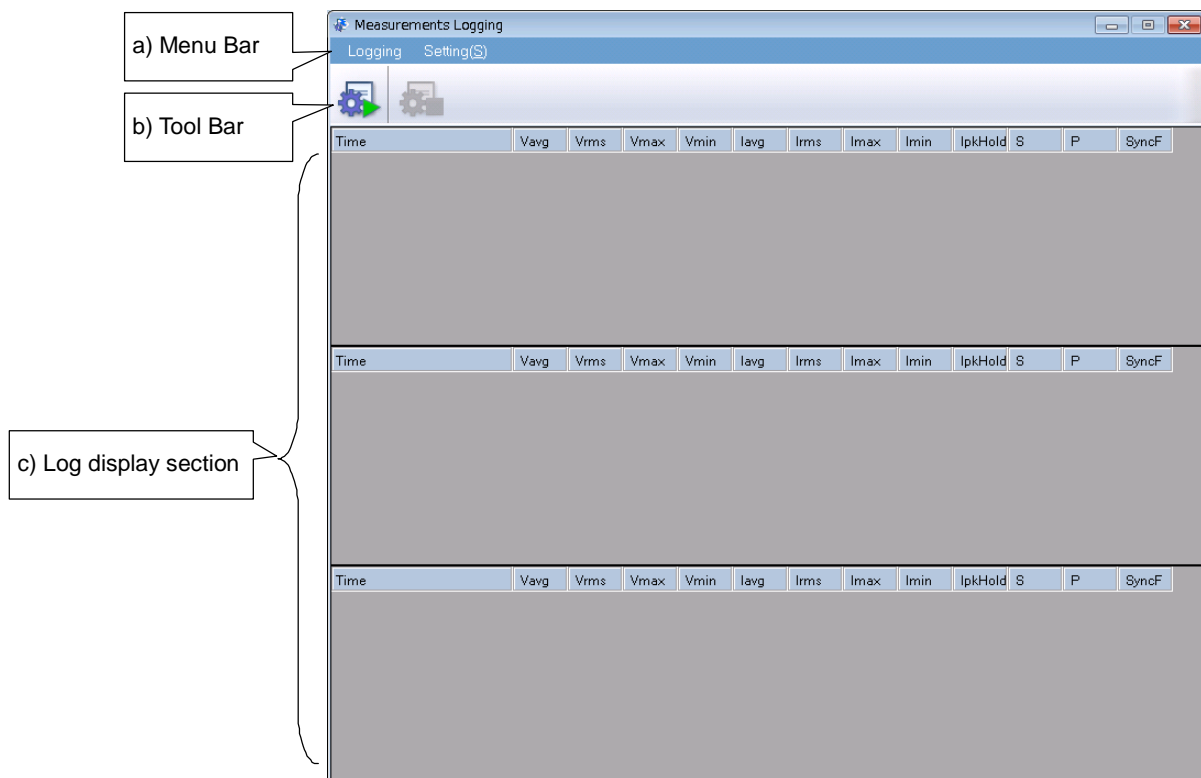 a) Menu Bar
b) Tool Bar
c) Log display section
Measurements Logging
Logging Setting(S)
Time Vavg Vrms Vmax Vmin Iavg Irms Imax Imin IpkHold S P SyncF
Time Vavg Vrms Vmax Vmin Iavg Irms Imax Imin IpkHold S P SyncF
Time Vavg Vrms Vmax Vmin Iavg Irms Imax Imin IpkHold S P SyncF